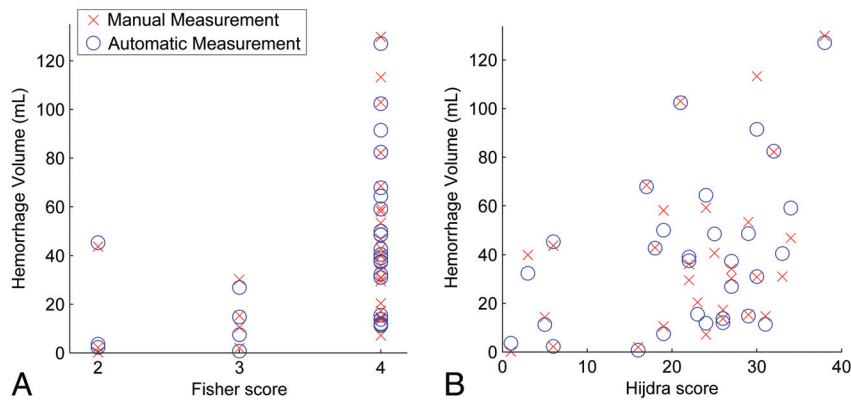 Manual Measurement
Automatic Measurement
Hemorrhage Volume (mL)
120
100
80
60
40
20
0
2
3
4
Fisher score
A
Hemorrhage Volume (mL)
120
100
80
60
40
20
0
0
10
20
30
40
Hijdra score
B